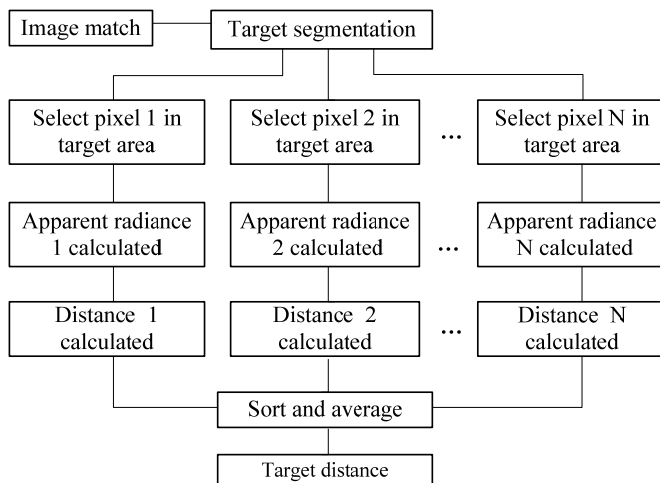 Image match
Target segmentation
Select pixel 1 in
target area
Select pixel 2 in
target area
...
Select pixel N in
target area
Apparent radiance
1 calculated
Apparent radiance
2 calculated
...
Apparent radiance
N calculated
Distance 1
calculated
Distance 2
calculated
...
Distance N
calculated
Sort and average
Target distance